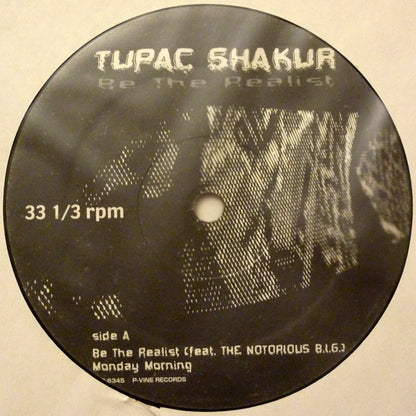 TUPAC SHAKUR
Be The Realist
33 1/3 rpm
side A
Be The Realist (feat. THE NOTORIOUS B.I.G.)
Monday Morning
6345 P-VINE RECORDS